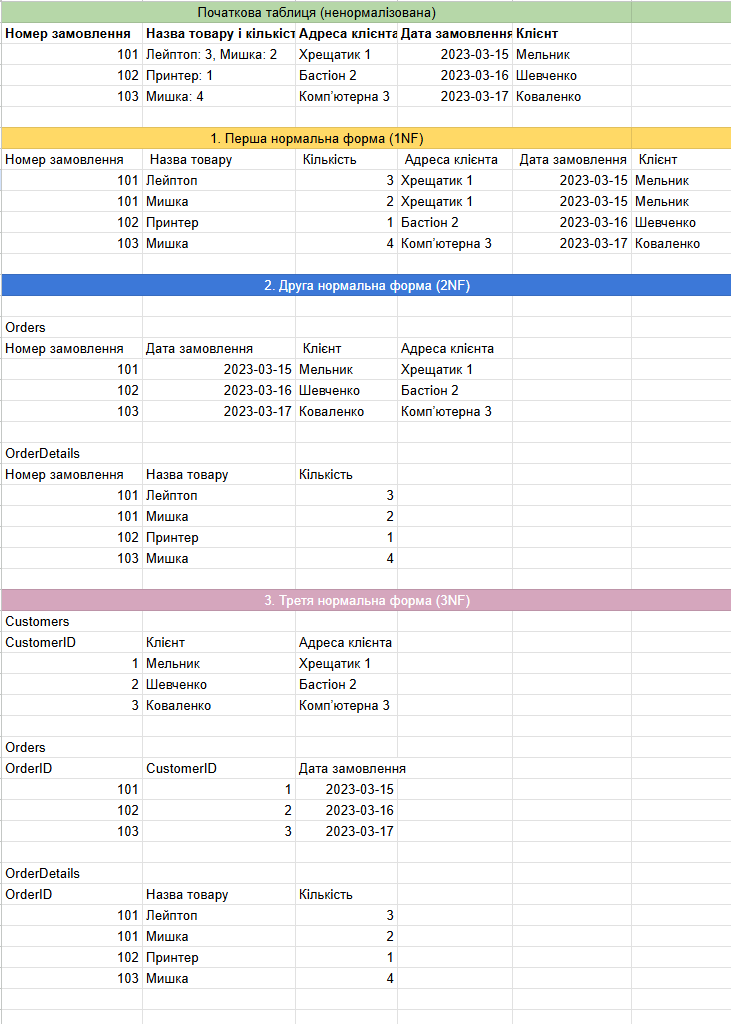 Початкова таблиця (ненормалізована)
Номер замовлення Назва товару і кількіст Адреса клієнта Дата замовлення Клієнт
101 Лейптоп: 3, Мишка: 2 Хрещатик 1 2023-03-15 Мельник
102 Принтер: 1 Бастіон 2 2023-03-16 Шевченко
103 Мишка: 4 Комп'ютерна 3 2023-03-17 Коваленко
1. Перша нормальна форма (1NF)
Номер замовлення Назва товару Кількість Адреса клієнта Дата замовлення Клієнт
101 Лейптоп 3 Хрещатик 1 2023-03-15 Мельник
101 Мишка 2 Хрещатик 1 2023-03-15 Мельник
102 Принтер 1 Бастіон 2 2023-03-16 Шевченко
103 Мишка 4 Комп'ютерна 3 2023-03-17 Коваленко
2. Друга нормальна форма (2NF)
Orders
Номер замовлення Дата замовлення Клієнт Адреса клієнта
101 2023-03-15 Мельник Хрещатик 1
102 2023-03-16 Шевченко Бастіон 2
103 2023-03-17 Коваленко Комп'ютерна 3
OrderDetails
Номер замовлення Назва товару Кількість
101 Лейптоп 3
101 Мишка 2
102 Принтер 1
103 Мишка 4
3. Третя нормальна форма (3NF)
Customers
CustomerID Клієнт Адреса клієнта
1 Мельник Хрещатик 1
2 Шевченко Бастіон 2
3 Коваленко Комп'ютерна 3
Orders
OrderID CustomerID Дата замовлення
101 1 2023-03-15
102 2 2023-03-16
103 3 2023-03-17
OrderDetails
OrderID Назва товару Кількість
101 Лейптоп 3
101 Мишка 2
102 Принтер 1
103 Мишка 4